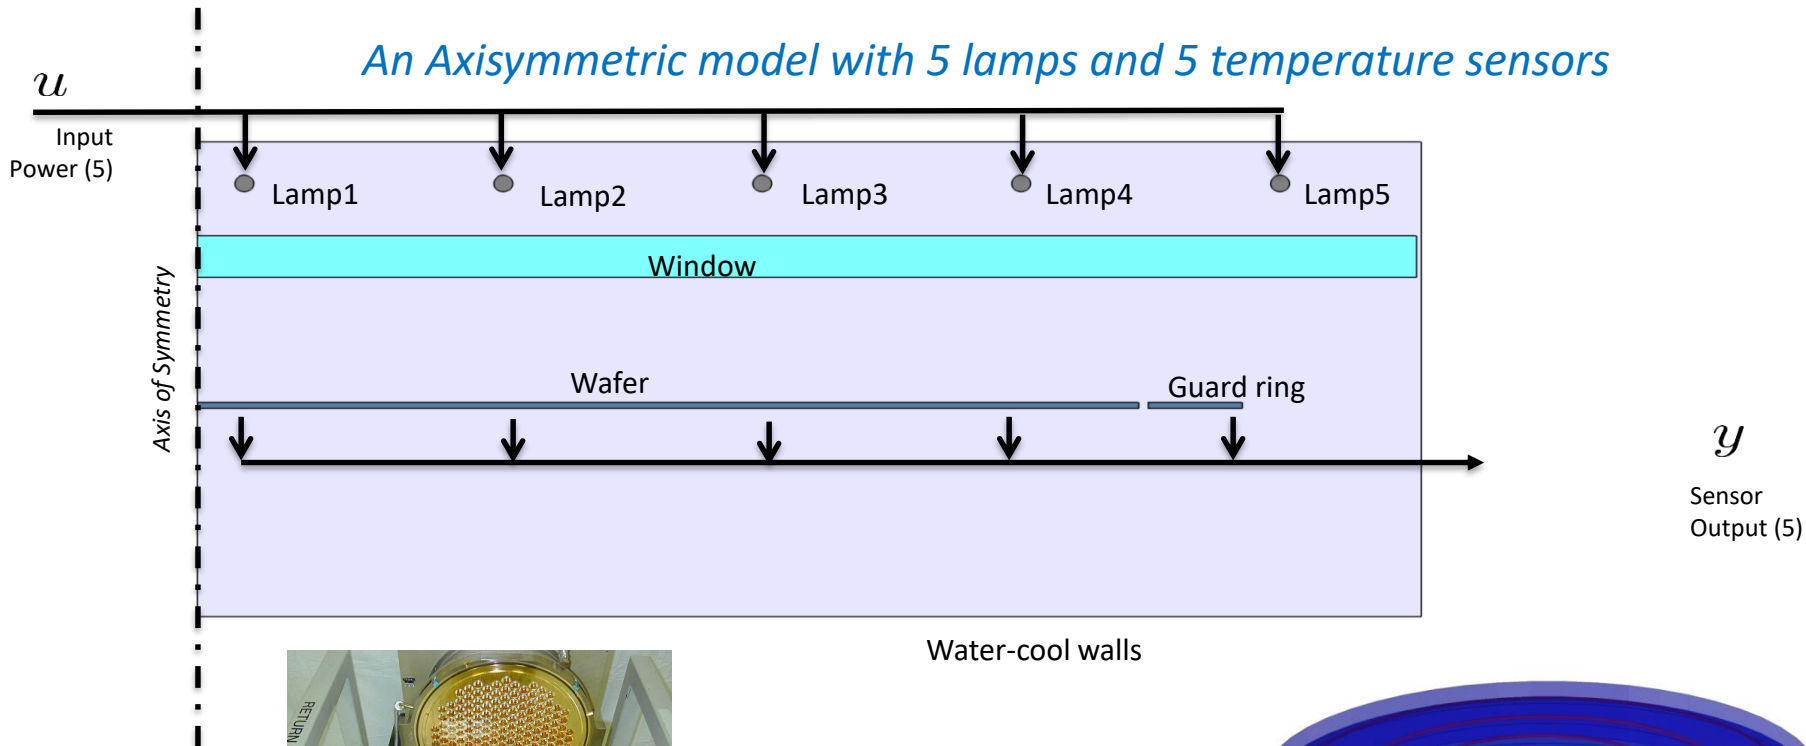 An Axisymmetric model with 5 lamps and 5 temperature sensors
u
Input
Power (5)
Lamp1
Lamp2
Lamp3
Lamp4
Lamp5
Window
Axis of Symmetry
Wafer
Guard ring
y
Sensor
Output (5)
Water-cool walls
RETURN